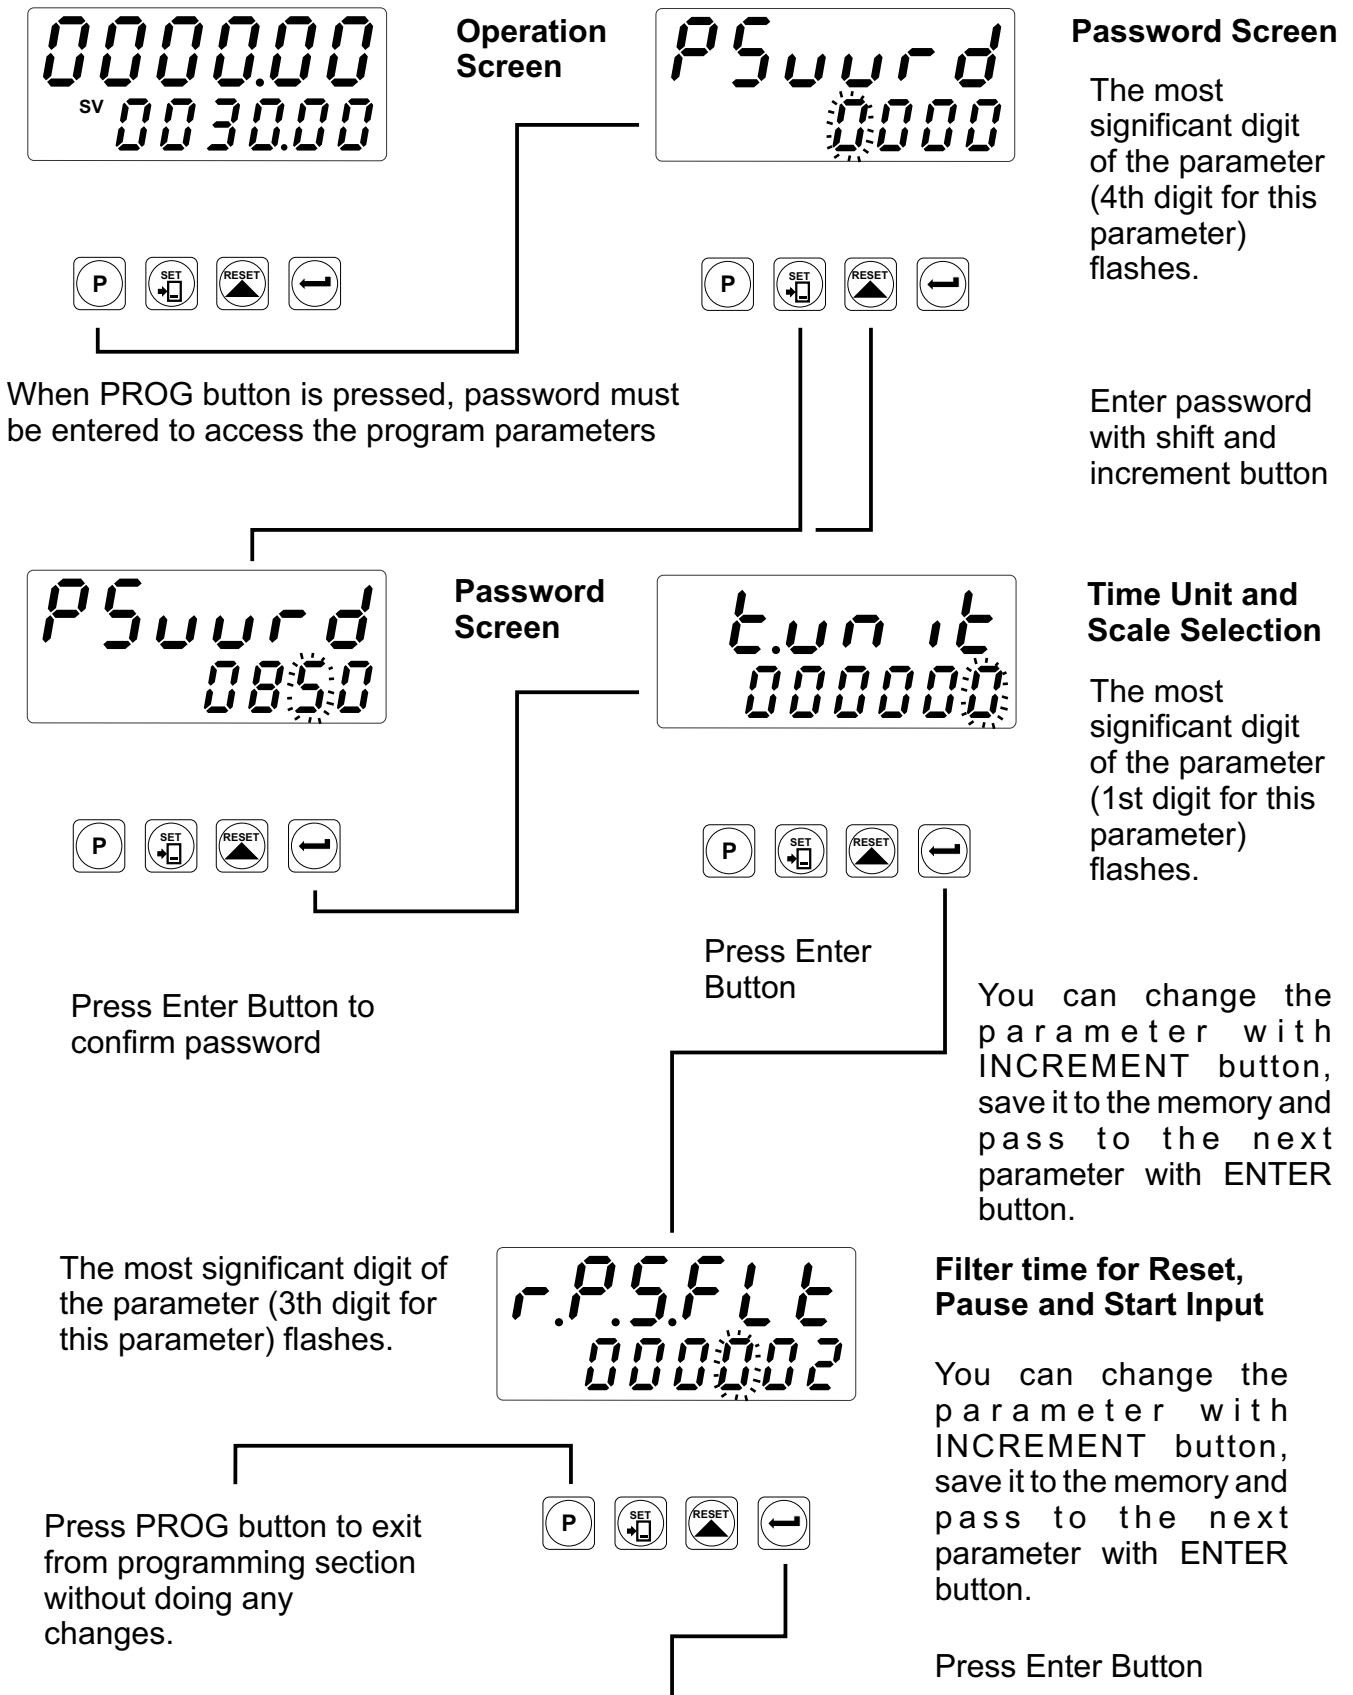 0000.00
SV 0030.00
Operation
Screen
PSuurd
0000
Password Screen
The most
significant digit
of the parameter
(4th digit for this
parameter)
flashes.
P SET RESET
P SET RESET
When PROG button is pressed, password must
be entered to access the program parameters
Enter password
with shift and
increment button
PSuurd
0850
Password
Screen
t.unit
000000
Time Unit and
Scale Selection
The most
significant digit
of the parameter
(1st digit for this
parameter)
flashes.
P SET RESET
P SET RESET
Press Enter Button to
confirm password
Press Enter
Button
You can change the
parameter with
INCREMENT button,
save it to the memory and
pass to the next
parameter with ENTER
button.
The most significant digit of
the parameter (3th digit for
this parameter) flashes.
r.P.S.FLt
000002
Filter time for Reset,
Pause and Start Input
You can change the
parameter with
INCREMENT button,
save it to the memory and
pass to the next
parameter with ENTER
button.
Press PROG button to exit
from programming section
without doing any
changes.
P SET RESET
Press Enter Button